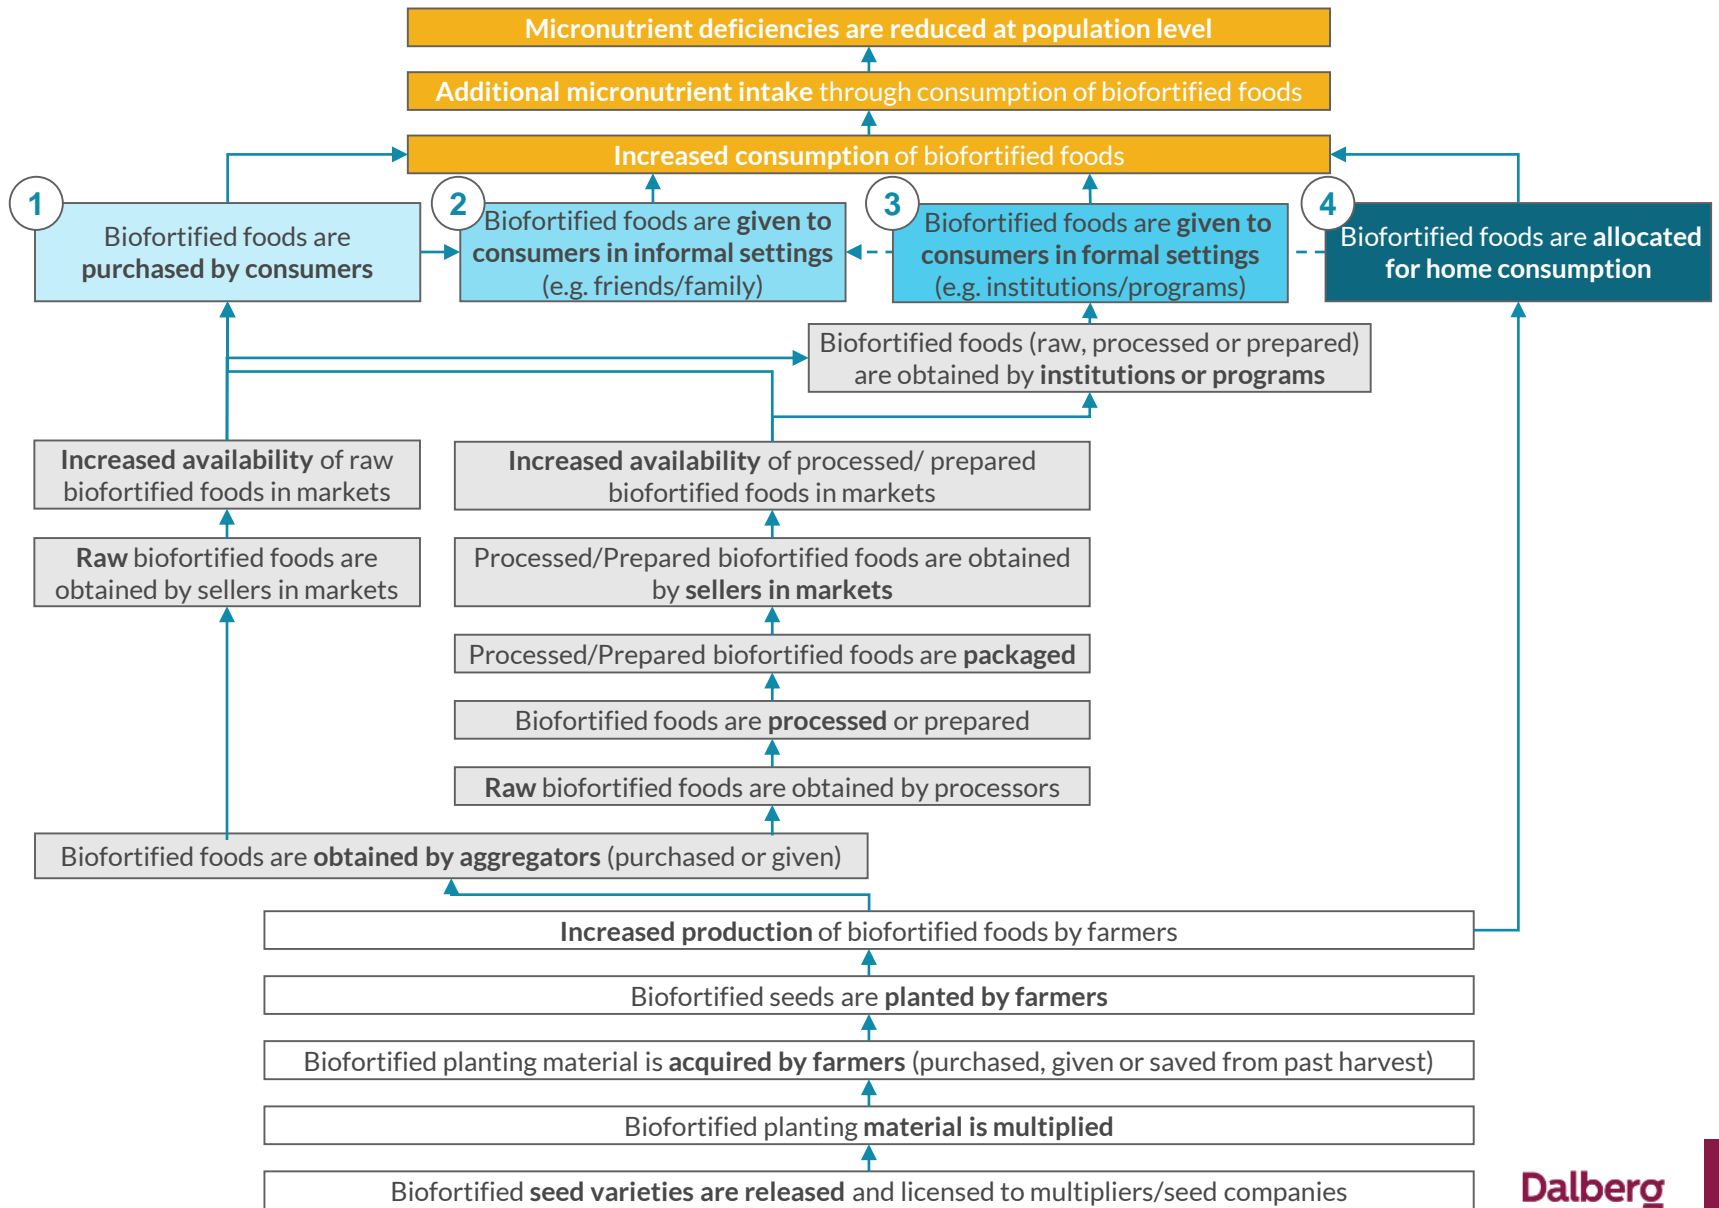 Micronutrient deficiencies are reduced at population level
Additional micronutrient intake through consumption of biofortified foods
Increased consumption of biofortified foods
1
Biofortified foods are
purchased by consumers
2
Biofortified foods are given to
consumers in informal settings
(e.g. friends/family)
3
Biofortified foods are given to
consumers in formal settings
(e.g. institutions/programs)
4
Biofortified foods are allocated
for home consumption
Biofortified foods (raw, processed or prepared)
are obtained by institutions or programs
Increased availability of raw
biofortified foods in markets
Increased availability of processed/ prepared
biofortified foods in markets
Raw biofortified foods are
obtained by sellers in markets
Processed/Prepared biofortified foods are obtained
by sellers in markets
Processed/Prepared biofortified foods are packaged
Biofortified foods are processed or prepared
Raw biofortified foods are obtained by processors
Biofortified foods are obtained by aggregators (purchased or given)
Increased production of biofortified foods by farmers
Biofortified seeds are planted by farmers
Biofortified planting material is acquired by farmers (purchased, given or saved from past harvest)
Biofortified planting material is multiplied
Biofortified seed varieties are released and licensed to multipliers/seed companies
Dalberg